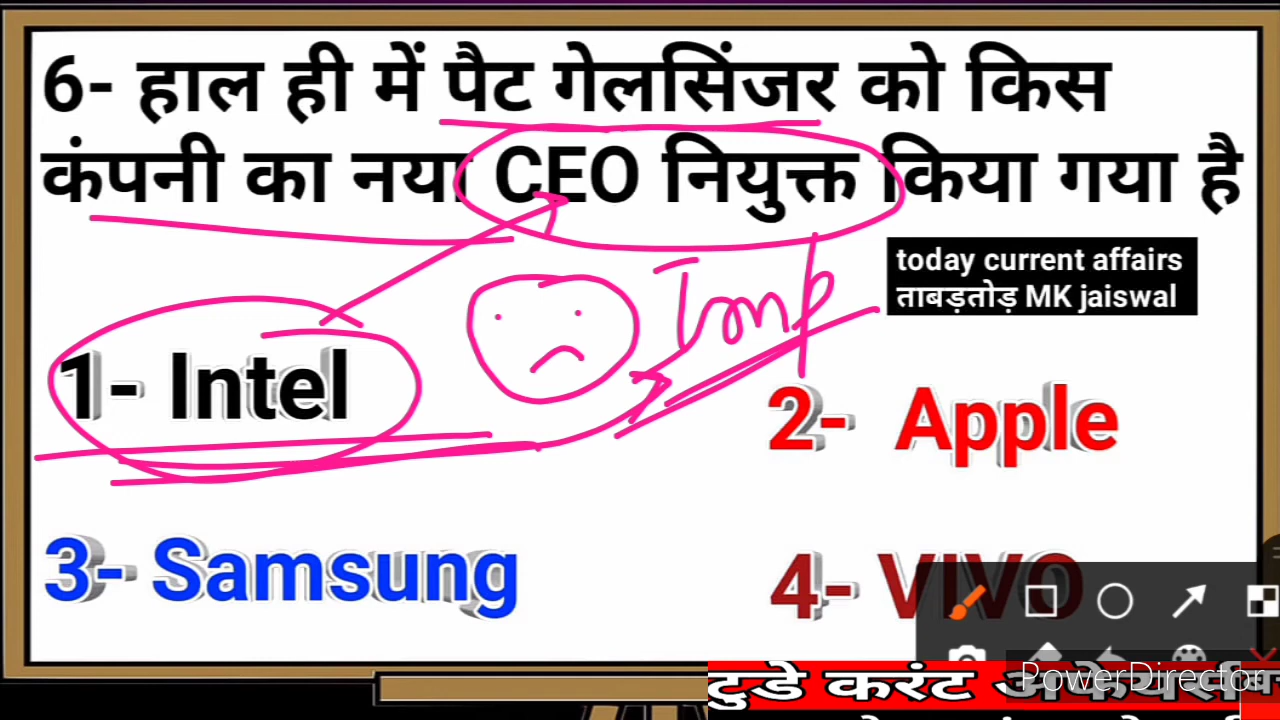 6- हाल ही में पैट गेलसिंजर को किस
कंपनी का नया CEO नियुक्त किया गया है
today current affairs
ताबड़तोड़ MK jaiswal
Imp
1- Intel
2- Apple
3- Samsung
4- VIVO
PowerDirector
टुडे करंट